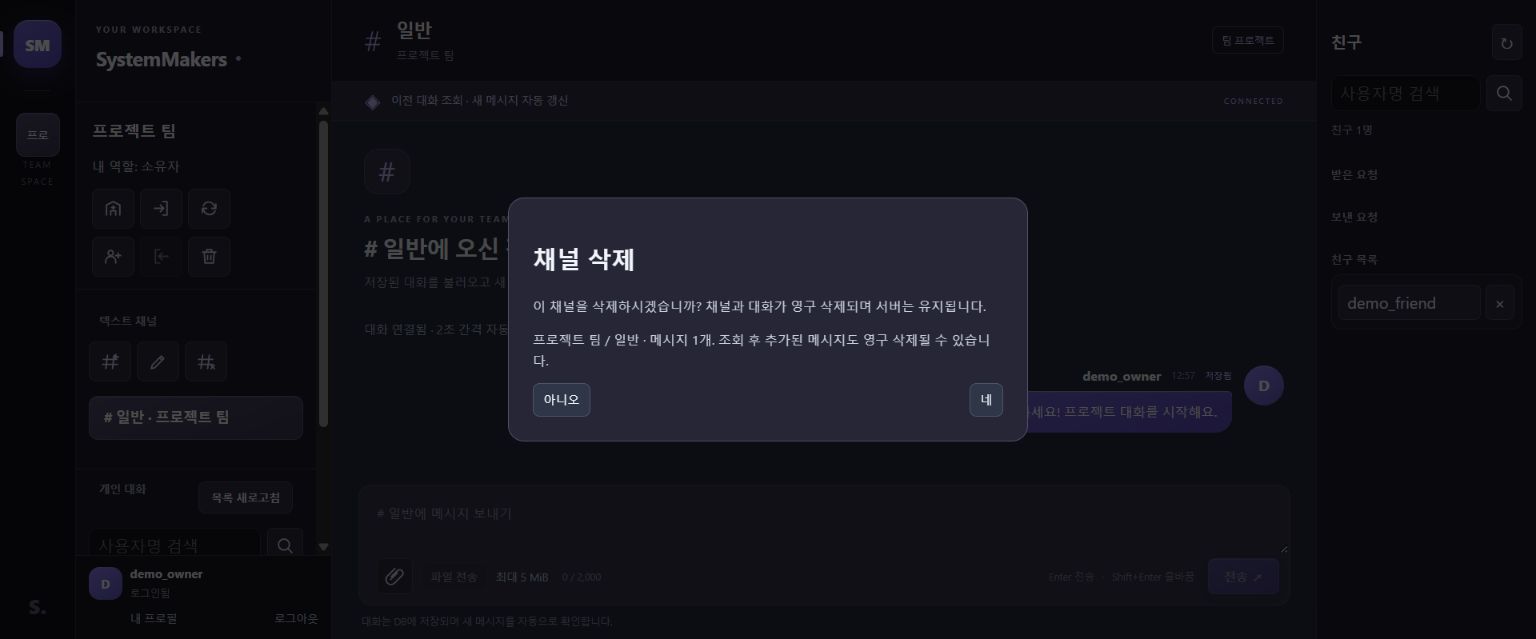 SM
프로
TEAM
SPACE
S.
YOUR WORKSPACE
SystemMakers
프로젝트 팀
내 역할: 소유자
텍스트 채널
# 일반 · 프로젝트 팀
개인 대화
목록 새로고침
사용자명 검색
D
demo_owner
로그인됨
내 프로필
로그아웃
# 일반
프로젝트 팀
팀 프로젝트
이전 대화 조회 · 새 메시지 자동 갱신
CONNECTED
#
A PLACE FOR YOUR TEAM
# 일반에 오신
저장된 대화를 불러오고 새
대화 연결됨 · 2초 간격 자동
채널 삭제
이 채널을 삭제하시겠습니까? 채널과 대화가 영구 삭제되며 서버는 유지됩니다.
프로젝트 팀 / 일반 · 메시지 1개. 조회 후 추가된 메시지도 영구 삭제될 수 있습니
다.
아니오
네
demo_owner 12:57 저장됨
D
세요! 프로젝트 대화를 시작해요.
# 일반에 메시지 보내기
파일 전송 최대 5 MiB 0 / 2,000
Enter 전송 · Shift+Enter 줄바꿈
전송 ↗
대화는 DB에 저장되며 새 메시지를 자동으로 확인합니다.
친구
사용자명 검색
친구 1명
받은 요청
보낸 요청
친구 목록
demo_friend
×